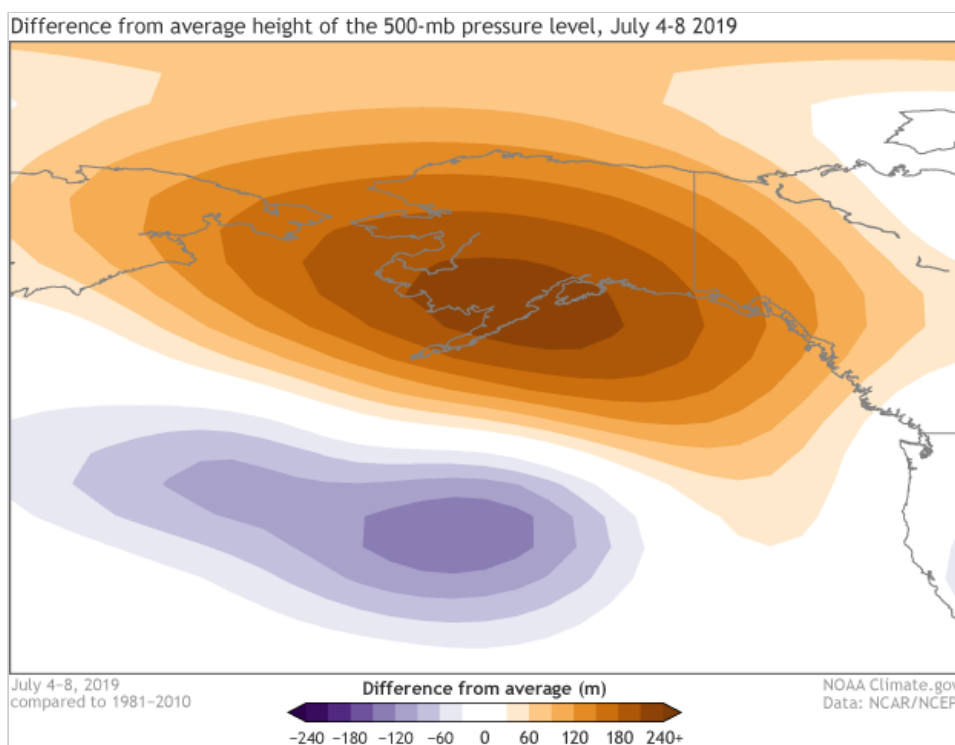 Difference from average height of the 500-mb pressure level, July 4-8 2019
July 4–8, 2019
compared to 1981–2010
Difference from average (m)
−240 −180 −120 −60 0 60 120 180 240+
NOAA Climate.gov
Data: NCAR/NCEP